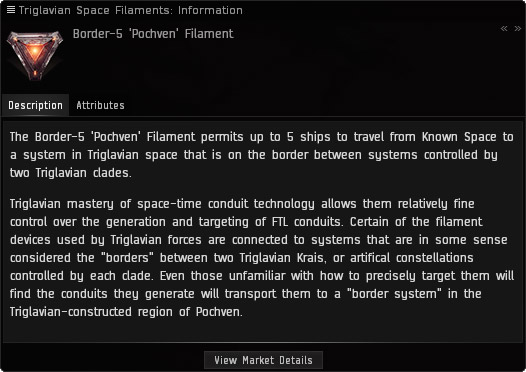 Triglavian Space Filaments: Information
Border-5 'Pochven' Filament
« »
Description Attributes
The Border-5 'Pochven' Filament permits up to 5 ships to travel from Known Space to
a system in Triglavian space that is on the border between systems controlled by
two Triglavian clades.
Triglavian mastery of space-time conduit technology allows them relatively fine
control over the generation and targeting of FTL conduits. Certain of the filament
devices used by Triglavian forces are connected to systems that are in some sense
considered the "borders" between two Triglavian Krais, or artifical constellations
controlled by each clade. Even those unfamiliar with how to precisely target them will
find the conduits they generate will transport them to a "border system" in the
Triglavian-constructed region of Pochven.
View Market Details